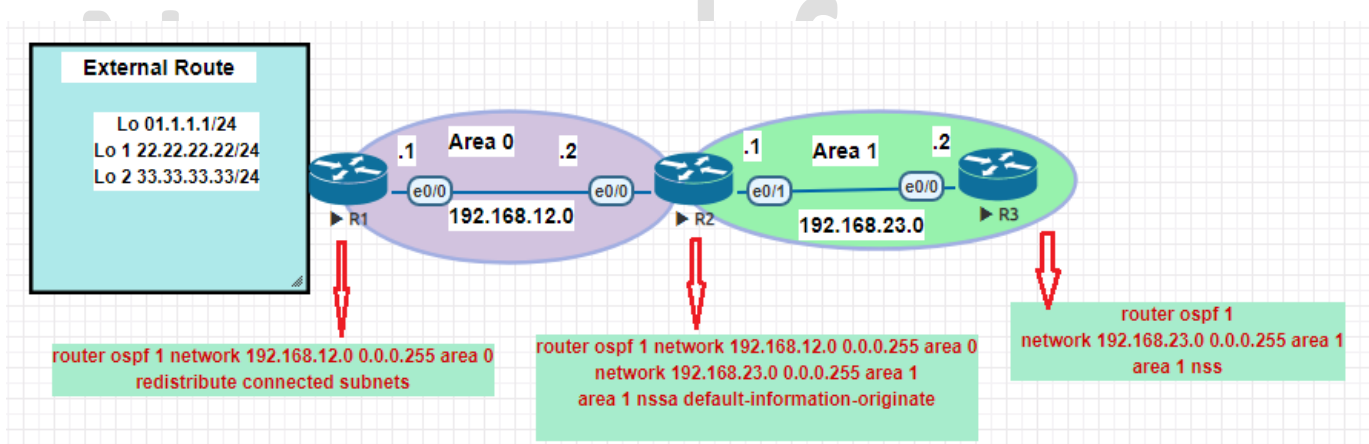 External Route
Lo 01.1.1.1/24
Lo 1 22.22.22.22/24
Lo 2 33.33.33.33/24
Area 0
.1
.2
e0/0
e0/0
192.168.12.0
R1
R2
Area 1
.1
.2
e0/1
e0/0
192.168.23.0
R3
router ospf 1 network 192.168.12.0 0.0.0.255 area 0
redistribute connected subnets
router ospf 1 network 192.168.12.0 0.0.0.255 area 0
network 192.168.23.0 0.0.0.255 area 1
area 1 nssa default-information-originate
router ospf 1
network 192.168.23.0 0.0.0.255 area 1
area 1 nss